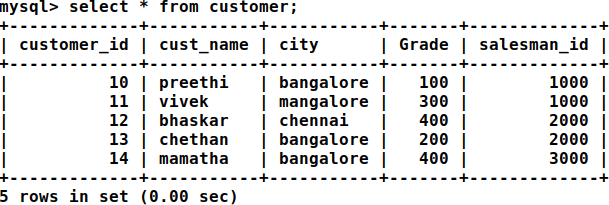 mysql> select * from customer;
+-------------+-----------+-----------+-------+-------------+
| customer_id | cust_name | city      | Grade | salesman_id |
+-------------+-----------+-----------+-------+-------------+
|          10 | preethi   | bangalore |   100 |        1000 |
|          11 | vivek     | mangalore |   300 |        1000 |
|          12 | bhaskar   | chennai   |   400 |        2000 |
|          13 | chethan   | bangalore |   200 |        2000 |
|          14 | mamatha   | bangalore |   400 |        3000 |
+-------------+-----------+-----------+-------+-------------+
5 rows in set (0.00 sec)